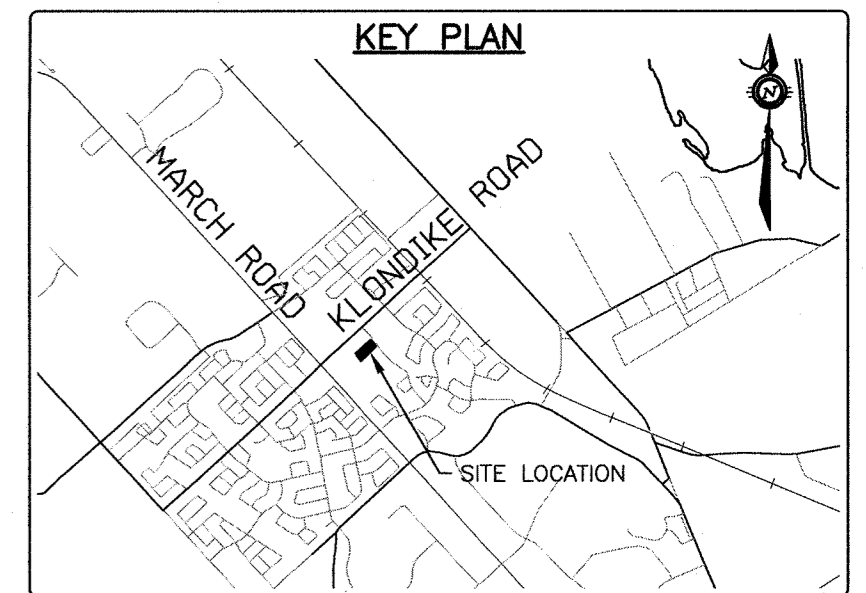 KEY PLAN
N
MARCH ROAD
KLONDIKE ROAD
SITE LOCATION